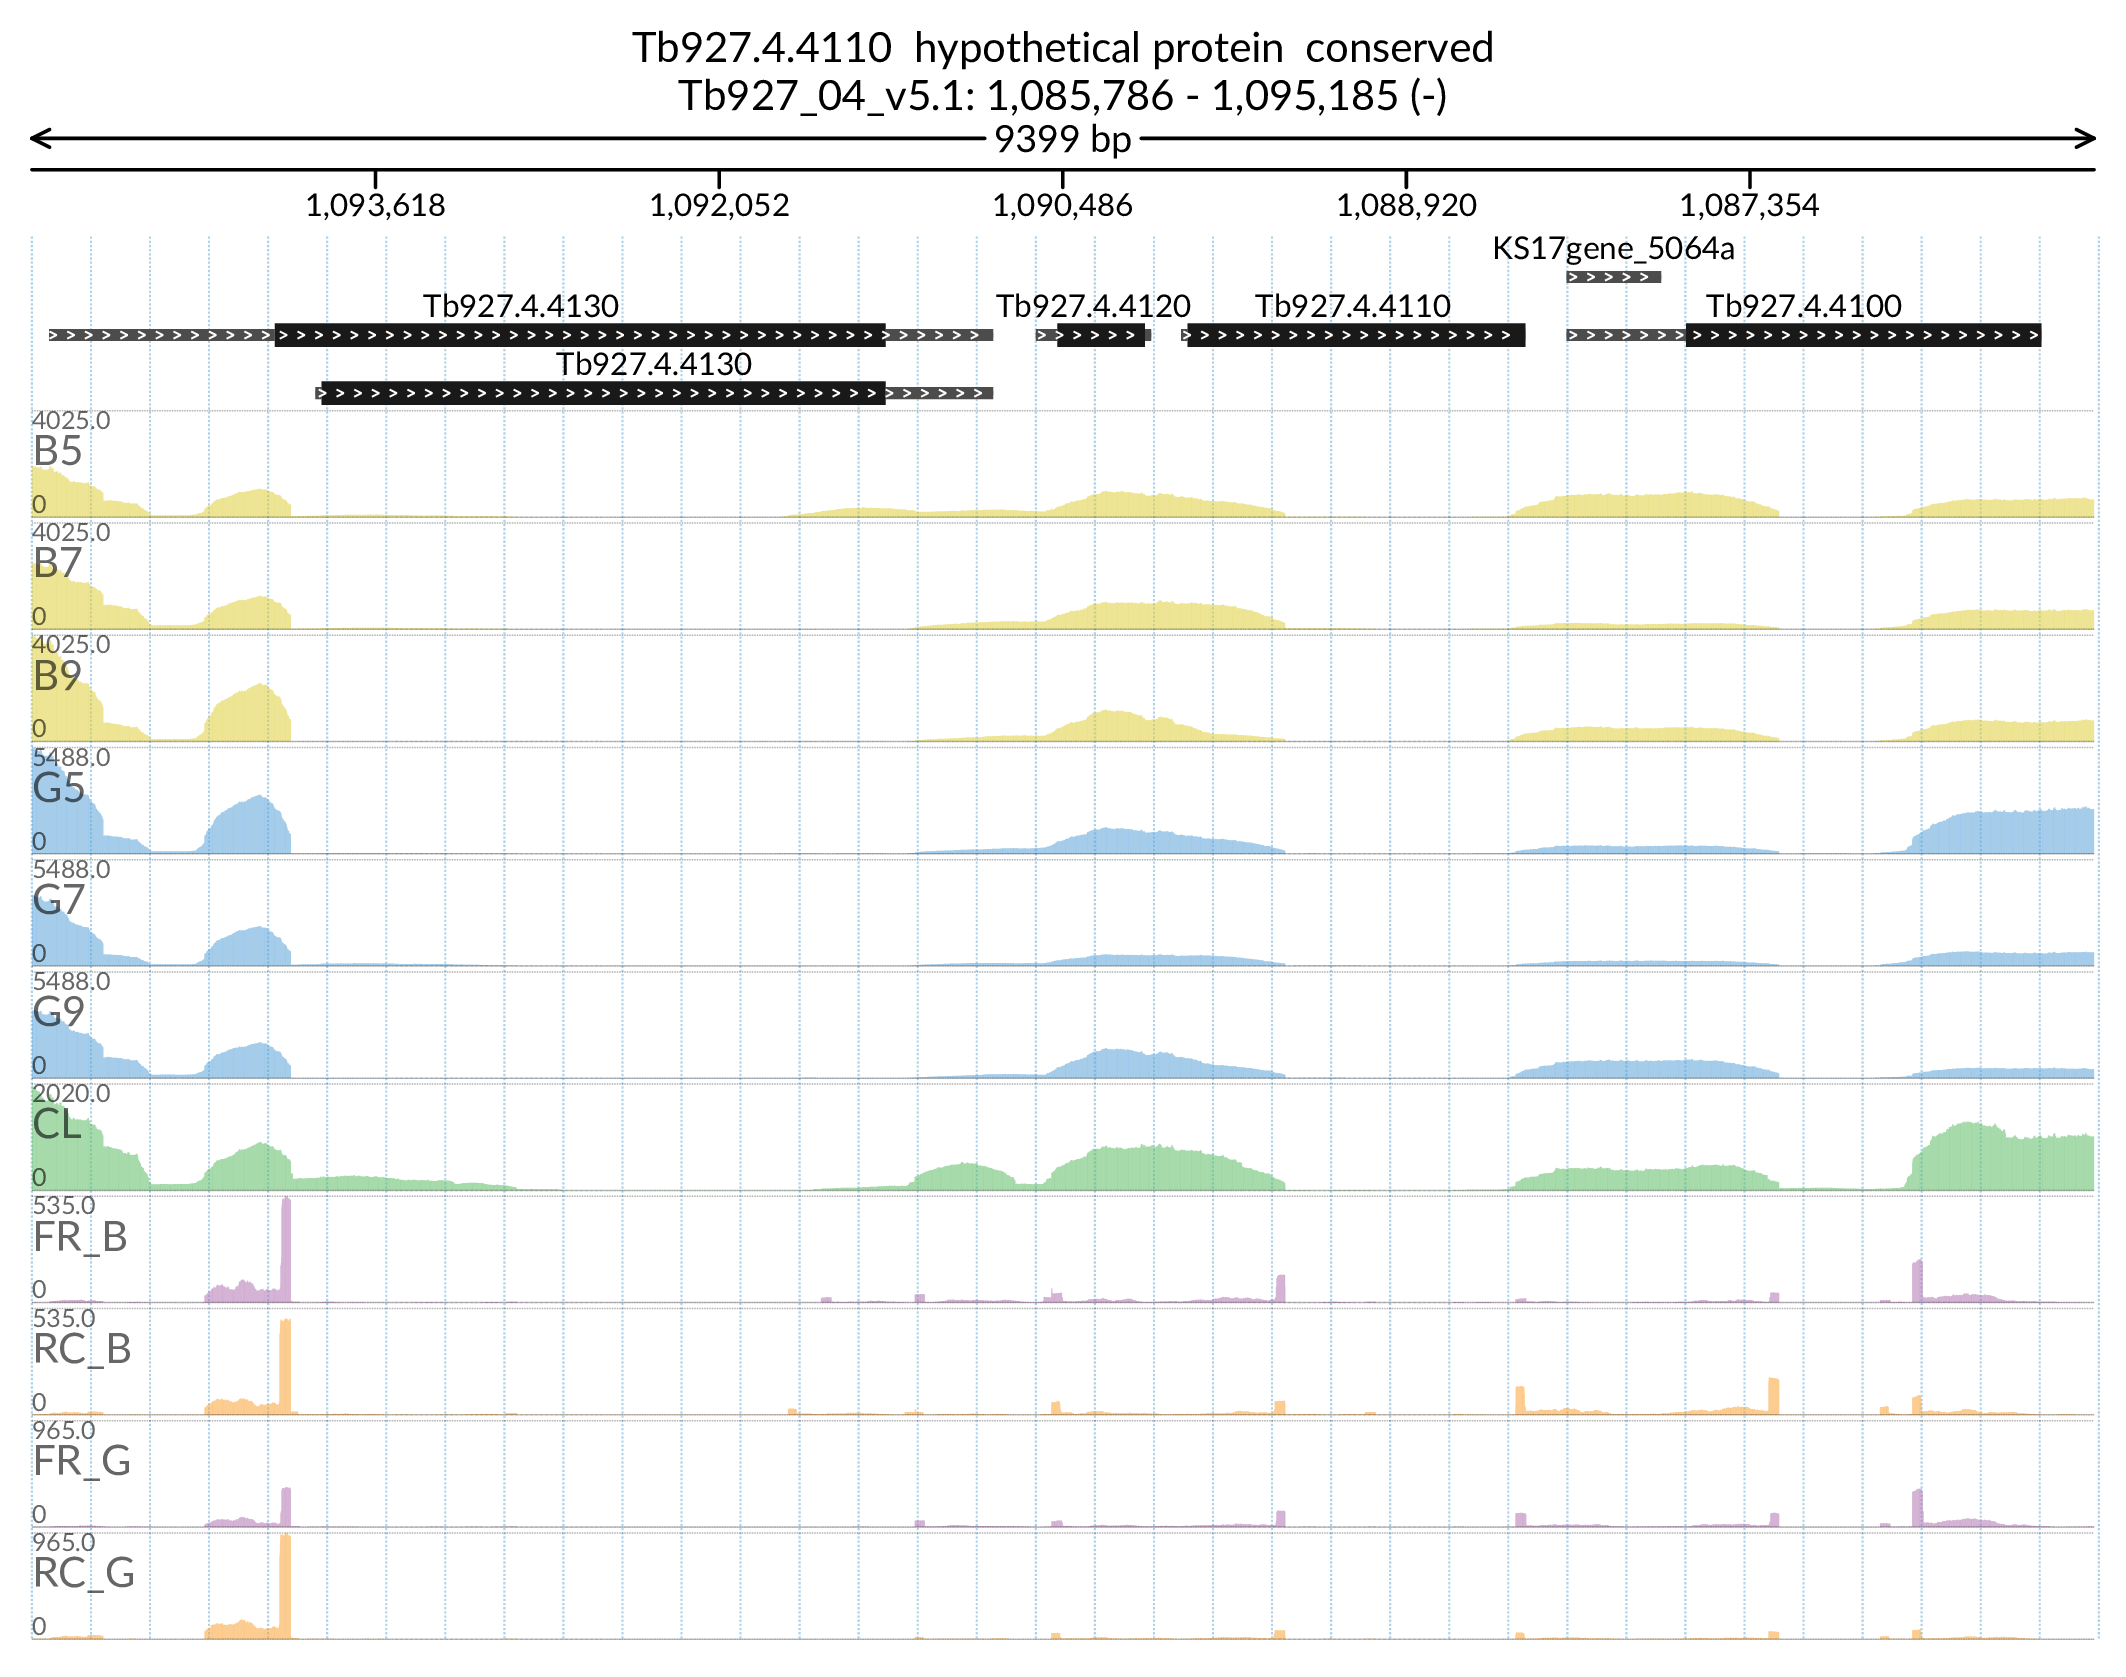 Tb927.4.4110 hypothetical protein conserved
Tb927_04_v5.1: 1,085,786 - 1,095,185 (-)
9399 bp
1,093,618 1,092,052 1,090,486 1,088,920 1,087,354
KS17gene_5064a
Tb927.4.4130 Tb927.4.4120 Tb927.4.4110 Tb927.4.4100
Tb927.4.4130
4025.0
B5
0
4025.0
B7
0
4025.0
B9
0
5488.0
G5
0
5488.0
G7
0
5488.0
G9
0
2020.0
CL
0
535.0
FR_B
0
535.0
RC_B
0
965.0
FR_G
0
965.0
RC_G
0